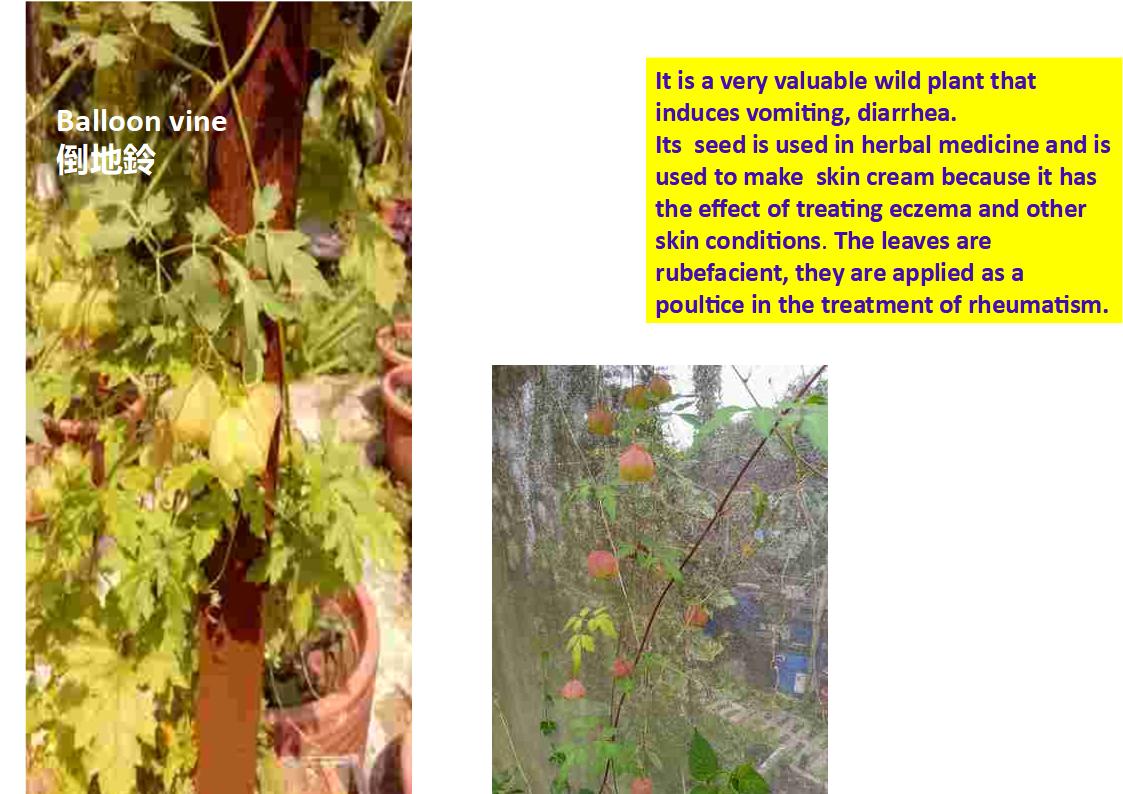 Balloon vine
倒地鈴
It is a very valuable wild plant that
induces vomiting, diarrhea.
Its  seed is used in herbal medicine and is
used to make  skin cream because it has
the effect of treating eczema and other
skin conditions. The leaves are
rubefacient, they are applied as a
poultice in the treatment of rheumatism.